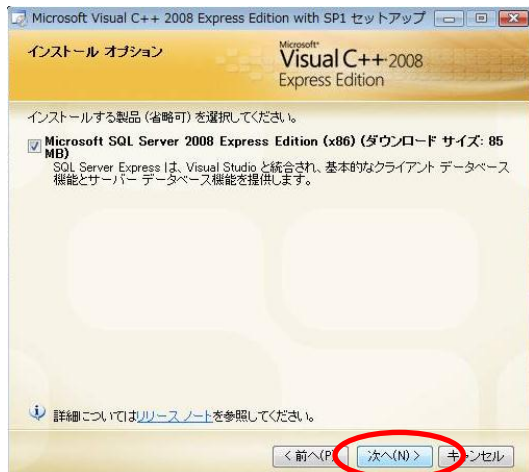 Microsoft Visual C++ 2008 Express Edition with SP1 セットアップ
インストール オプション
Microsoft
Visual C++ 2008
Express Edition
インストールする製品 (省略可) を選択してください。
Microsoft SQL Server 2008 Express Edition (x86) (ダウンロード サイズ: 85
MB)
SQL Server Express は、Visual Studio と統合され、基本的なクライアント データベース
機能とサーバー データベース機能を提供します。
詳細についてはリリース ノートを参照してください。
< 前へ(P) 次へ(N) > キャンセル